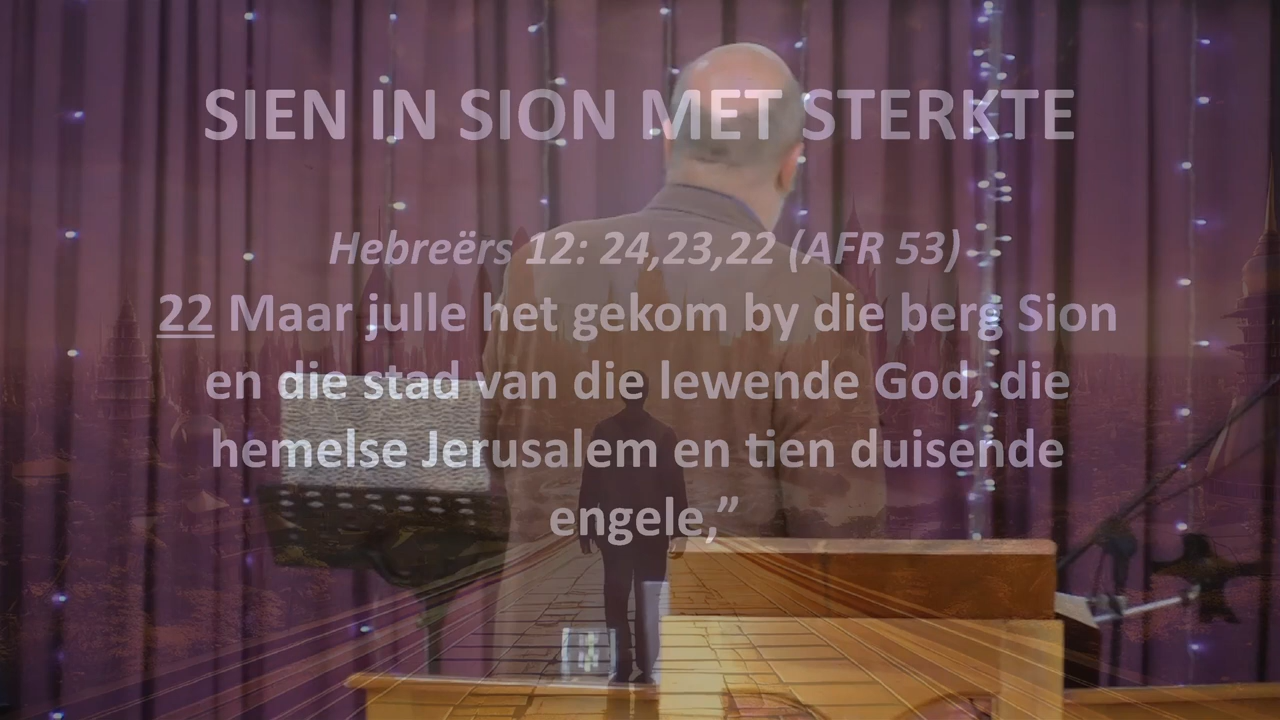 SIEN IN SION MET STERKTE
Hebreërs 12: 24,23,22 (AFR 53)
22 Maar julle het gekom by die berg Sion
en die stad van die lewende God, die
hemelse Jerusalem en tien duisende
engele,”